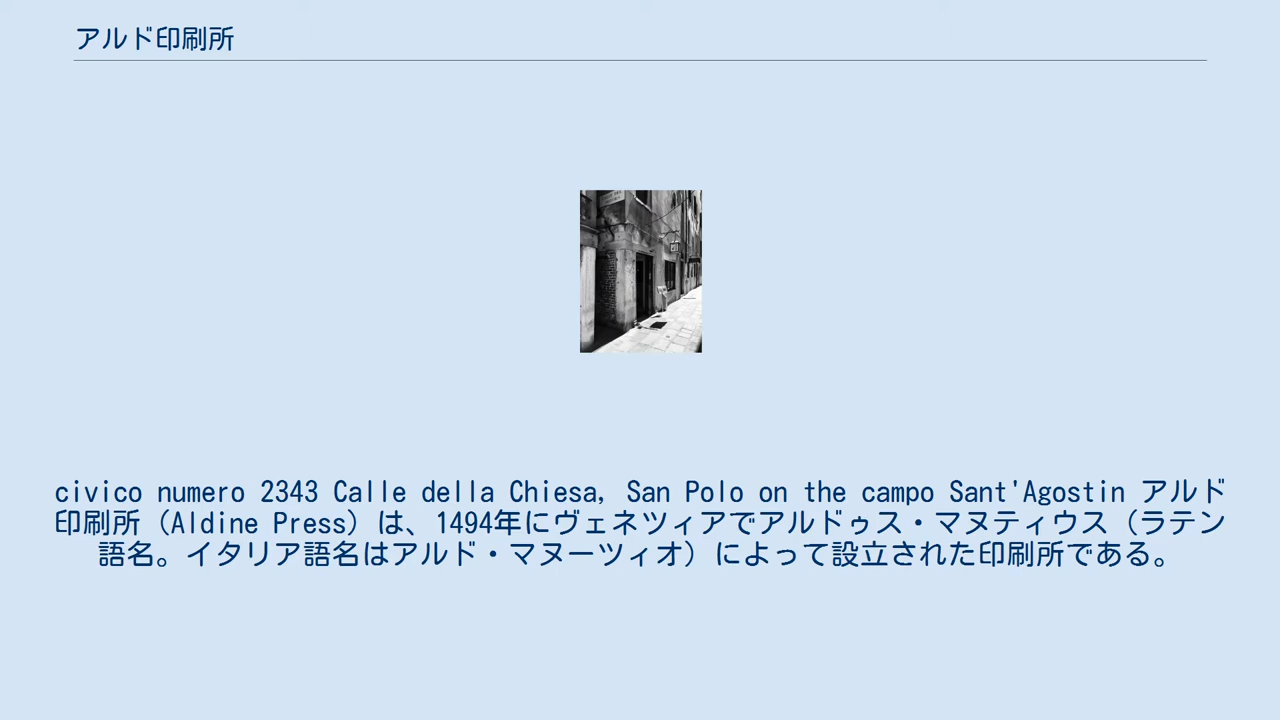 アルド印刷所
civico numero 2343 Calle della Chiesa, San Polo on the campo Sant'Agostin アルド
印刷所（Aldine Press）は、1494年にヴェネツィアでアルドゥス・マヌティウス（ラテン
語名。イタリア語名はアルド・マヌーツィオ）によって設立された印刷所である。